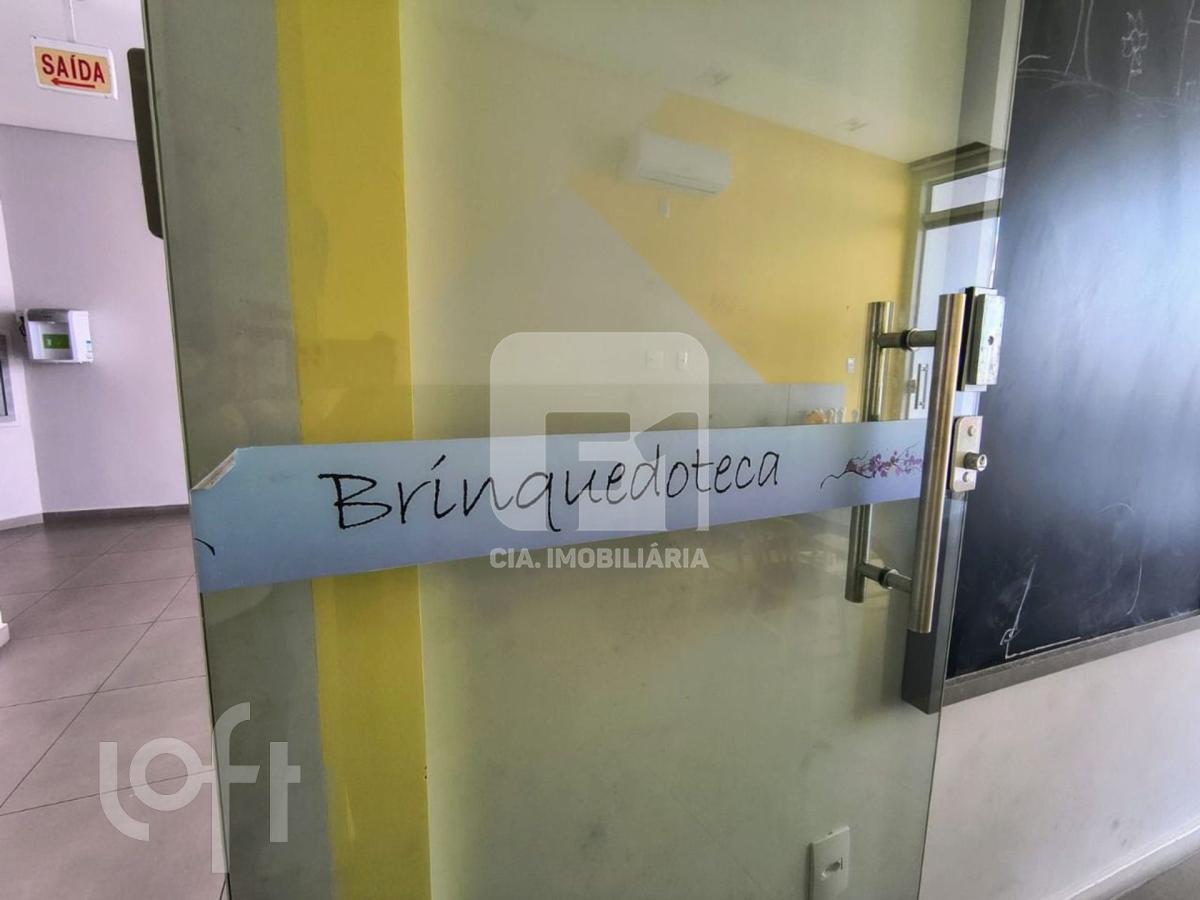 SAÍDA
Brinquedoteca
CIA. IMOBILIÁRIA
loft